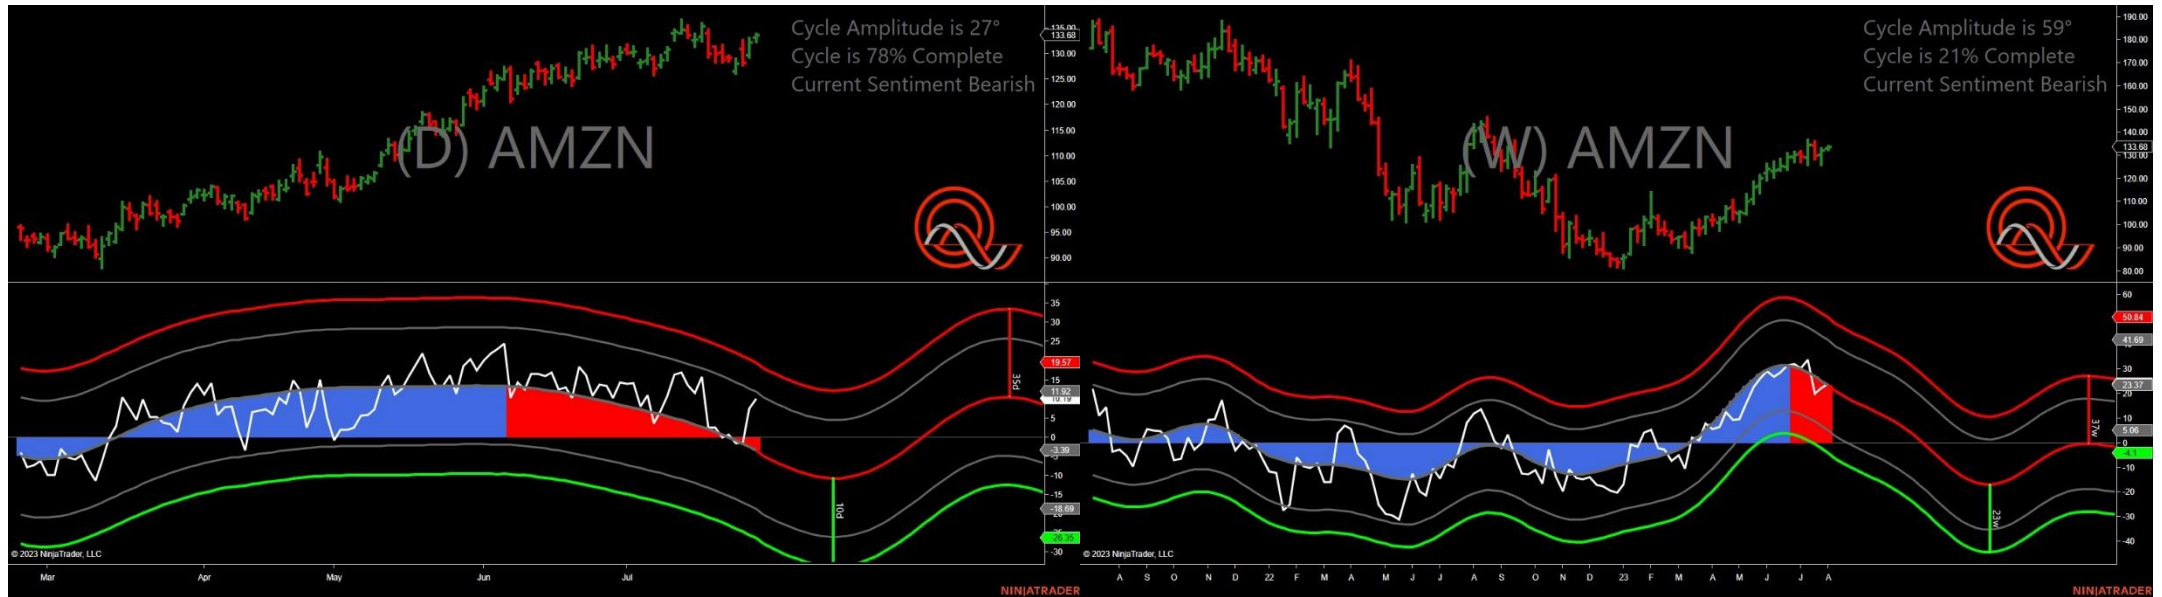 Cycle Amplitude is 27°
Cycle is 78% Complete
Current Sentiment Bearish
(D) AMZN
135.00
133.68
130.00
125.00
120.00
115.00
110.00
105.00
100.00
95.00
90.00
35
30
25
19.57
15
11.92
10.19
5
0
-3.39
-10
-15
-18.69
-26.35
-30
35d
10d
© 2023 NinjaTrader, LLC
Mar Apr May Jun Jul
NINJATRADER
Cycle Amplitude is 59°
Cycle is 21% Complete
Current Sentiment Bearish
(W) AMZN
190.00
180.00
170.00
160.00
150.00
140.00
133.68
130.00
120.00
110.00
100.00
90.00
80.00
60
50.84
41.69
30
23.37
20
10
5.06
0
-4.1
-10
-20
-30
-40
37w
23w
© 2023 NinjaTrader, LLC
A S O N D 22 F M A M J J A S O N D 23 F M A M J J A
NINJATRADER